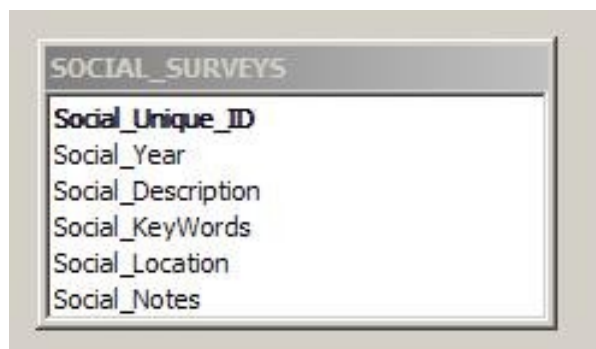 SOCIAL_SURVEYS
Social_Unique_ID
Social_Year
Social_Description
Social_KeyWords
Social_Location
Social_Notes